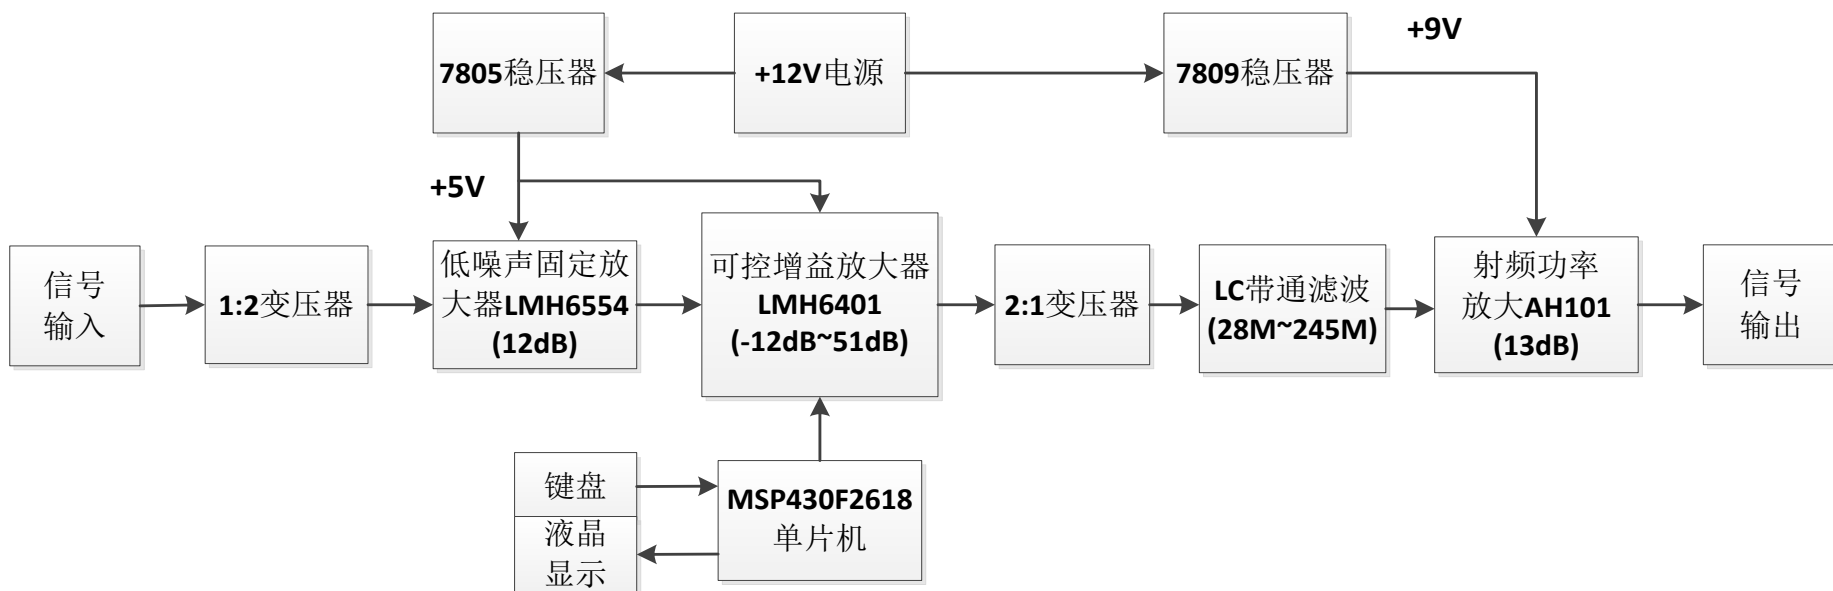 7805稳压器
+12V电源
7809稳压器
+9V
+5V
信号
输入
1:2变压器
低噪声固定放
大器LMH6554
(12dB)
可控增益放大器
LMH6401
(-12dB~51dB)
2:1变压器
LC带通滤波
(28M~245M)
射频功率
放大AH101
(13dB)
信号
输出
键盘
液晶
显示
MSP430F2618
单片机